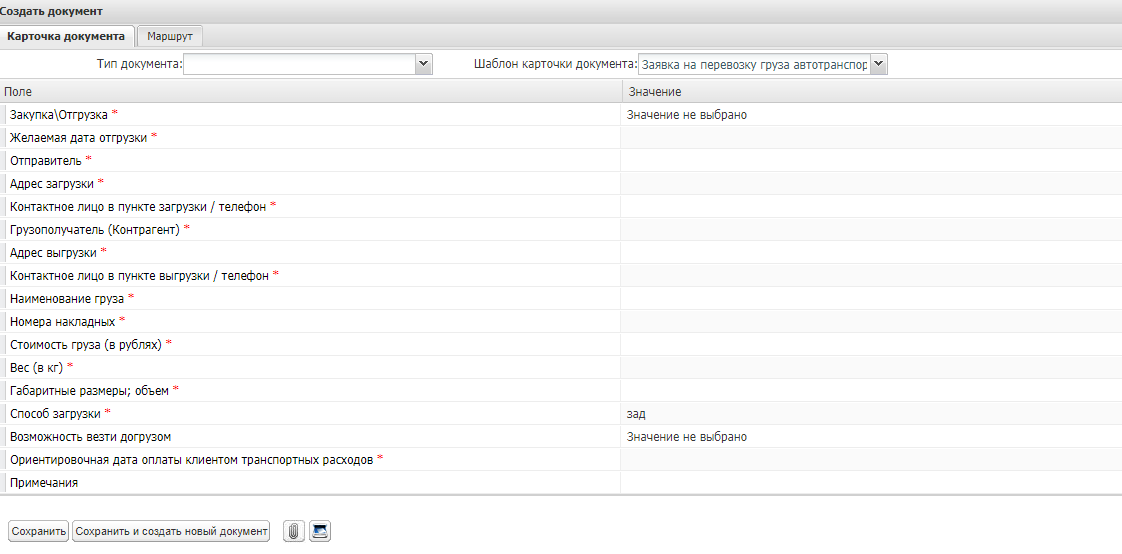 Создать документ
Карточка документа Маршрут
Тип документа: Шаблон карточки документа: Заявка на перевозку груза автотранспор
Поле Значение
Закупка\Отгрузка * Значение не выбрано
Желаемая дата отгрузки *
Отправитель *
Адрес загрузки *
Контактное лицо в пункте загрузки / телефон *
Грузополучатель (Контрагент) *
Адрес выгрузки *
Контактное лицо в пункте выгрузки / телефон *
Наименование груза *
Номера накладных *
Стоимость груза (в рублях) *
Вес (в кг) *
Габаритные размеры; объем *
Способ загрузки * зад
Возможность везти догрузом Значение не выбрано
Ориентировочная дата оплаты клиентом транспортных расходов *
Примечания
Сохранить Сохранить и создать новый документ